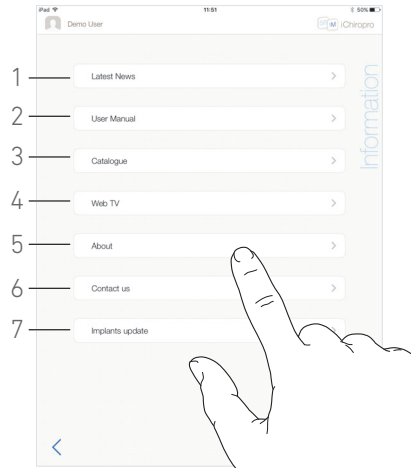 iPad 11:51 50%
Demo User :M iChiropro
Information
1 Latest News
2 User Manual
3 Catalogue
4 Web TV
5 About
6 Contact us
7 Implants update